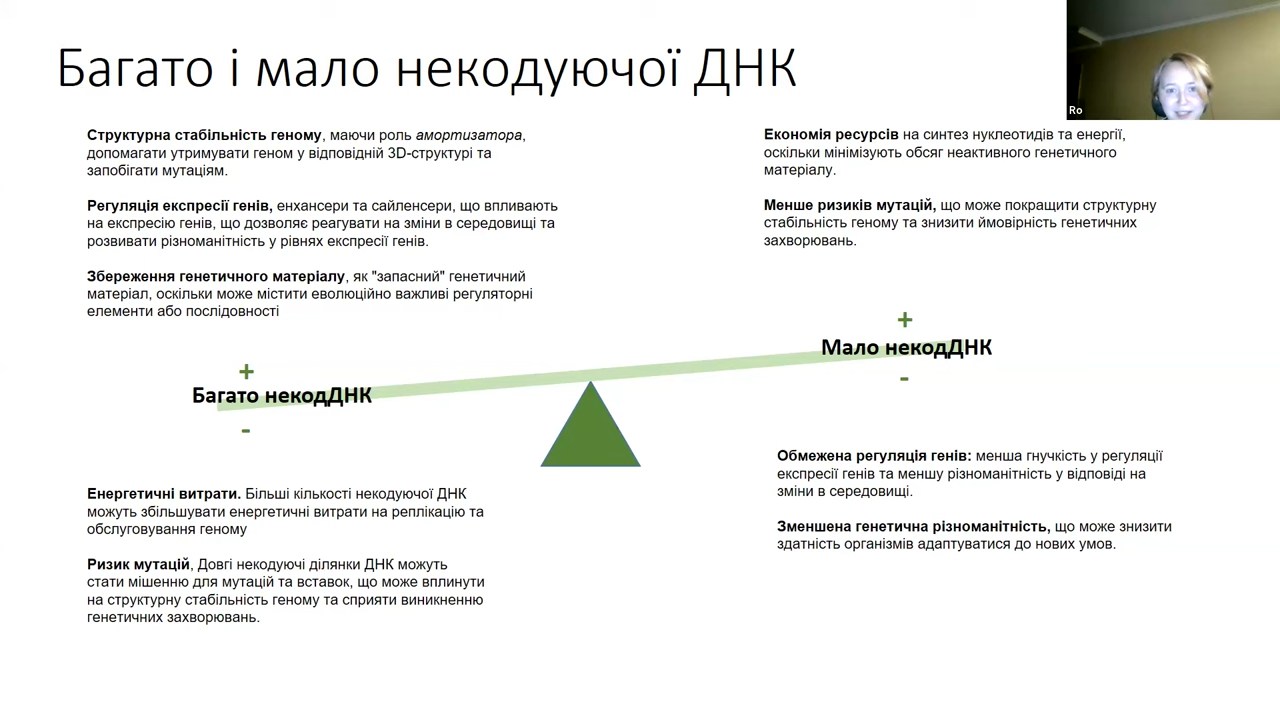 Багато і мало некодуючої ДНК
Ro
Структурна стабільність геному, маючи роль амортизатора,
допомагати утримувати геном у відповідній 3D-структурі та
запобігати мутаціям.
Регуляція експресії генів, енхансери та сайленсери, що впливають
на експресію генів, що дозволяє реагувати на зміни в середовищі та
розвивати різноманітність у рівнях експресії генів.
Збереження генетичного матеріалу, як "запасний" генетичний
матеріал, оскільки може містити еволюційно важливі регуляторні
елементи або послідовності
Економія ресурсів на синтез нуклеотидів та енергії,
оскільки мінімізують обсяг неактивного генетичного
матеріалу.
Менше ризиків мутацій, що може покращити структурну
стабільність геному та знизити ймовірність генетичних
захворювань.
+
Багато некодДНК
-
+
Мало некодДНК
-
Енергетичні витрати. Більші кількості некодуючої ДНК
можуть збільшувати енергетичні витрати на реплікацію та
обслуговування геному
Ризик мутацій, Довгі некодуючі ділянки ДНК можуть
стати мішенню для мутацій та вставок, що може вплинути
на структурну стабільність геному та сприяти виникненню
генетичних захворювань.
Обмежена регуляція генів: менша гнучкість у регуляції
експресії генів та меншу різноманітність у відповіді на
зміни в середовищі.
Зменшена генетична різноманітність, що може знизити
здатність організмів адаптуватися до нових умов.